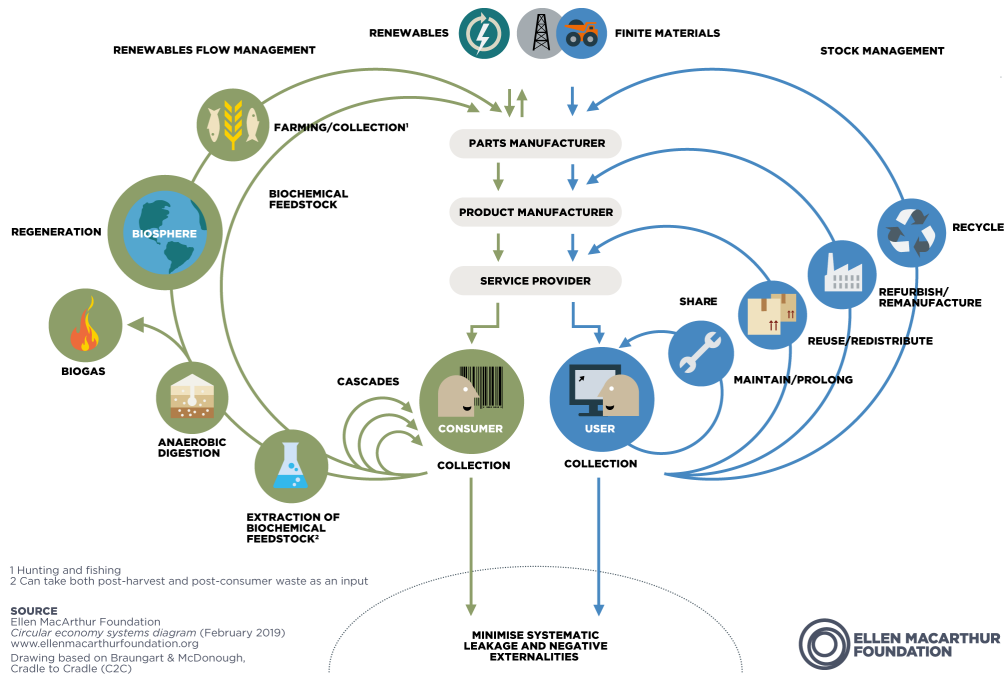 RENEWABLES
FINITE MATERIALS
RENEWABLES FLOW MANAGEMENT
STOCK MANAGEMENT
FARMING/COLLECTION¹
PARTS MANUFACTURER
BIOCHEMICAL
FEEDSTOCK
PRODUCT MANUFACTURER
REGENERATION
BIOSPHERE
RECYCLE
SERVICE PROVIDER
REFURBISH/
REMANUFACTURE
SHARE
REUSE/REDISTRIBUTE
BIOGAS
MAINTAIN/PROLONG
CASCADES
CONSUMER
USER
ANAEROBIC
DIGESTION
COLLECTION
COLLECTION
EXTRACTION OF
BIOCHEMICAL
FEEDSTOCK²
1 Hunting and fishing
2 Can take both post-harvest and post-consumer waste as an input
SOURCE
Ellen MacArthur Foundation
Circular economy systems diagram (February 2019)
www.ellenmacarthurfoundation.org
Drawing based on Braungart & McDonough,
Cradle to Cradle (C2C)
MINIMISE SYSTEMATIC
LEAKAGE AND NEGATIVE
EXTERNALITIES
ELLEN MACARTHUR
FOUNDATION